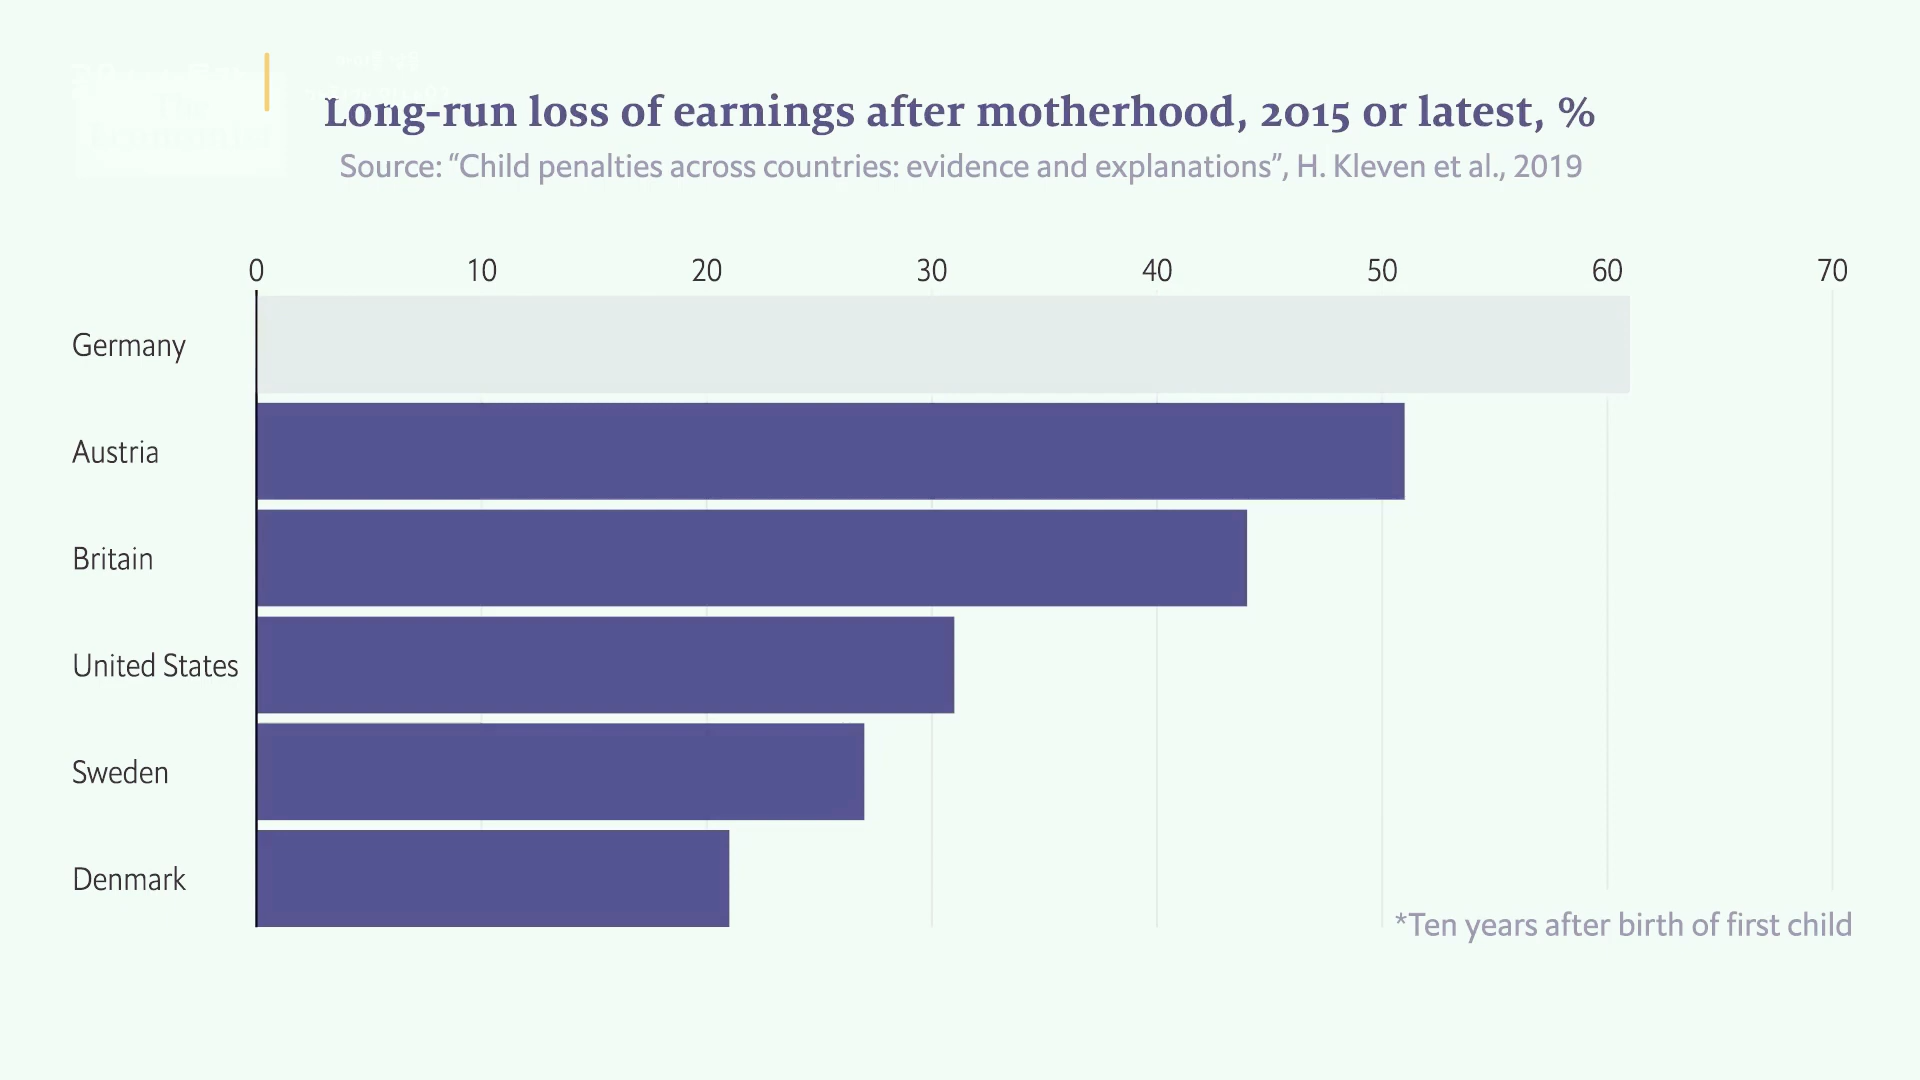 The
Economist
Long-run loss of earnings after motherhood, 2015 or latest, %
Source: “Child penalties across countries: evidence and explanations”, H. Kleven et al., 2019
0 10 20 30 40 50 60 70
Germany
Austria
Britain
United States
Sweden
Denmark
*Ten years after birth of first child